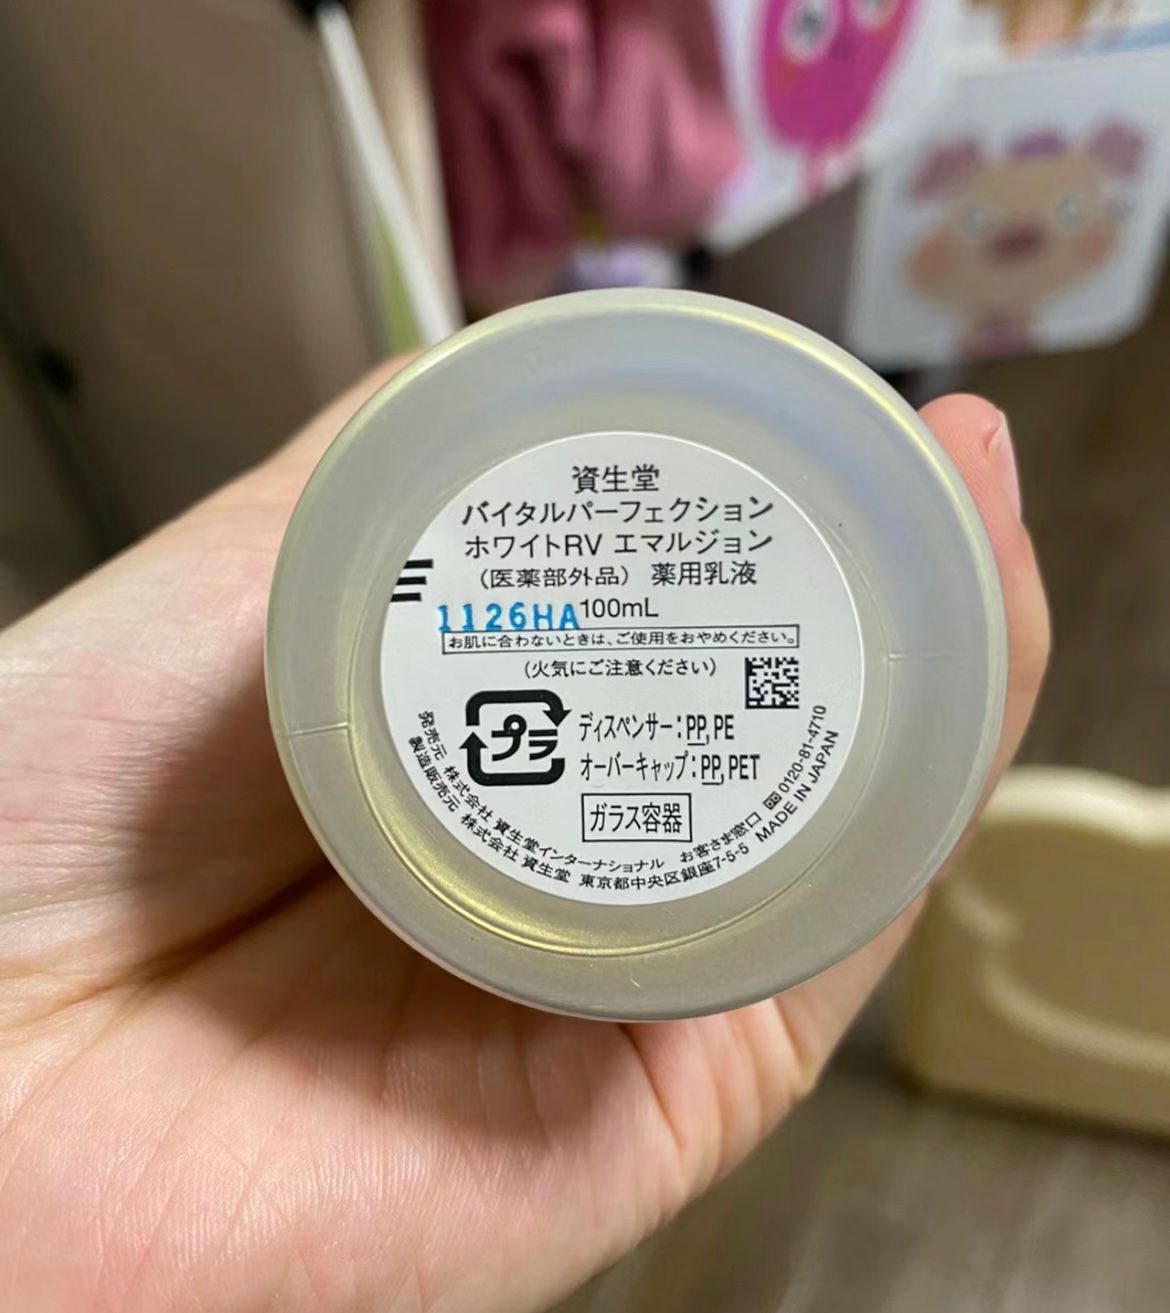 資生堂
バイタルパーフェクション
ホワイトRV エマルジョン
(医薬部外品) 薬用乳液
1126HA 100mL
お肌に合わないときは、ご使用をおやめください。
(火気にご注意ください)
プラ
ディスペンサー:PP,PE
オーバーキャップ:PP,PET
ガラス容器
発売元 株式会社 資生堂インターナショナル お客さま窓口 0120-81-4710
製造販売元 株式会社 資生堂 東京都中央区銀座7-5-5 MADE IN JAPAN